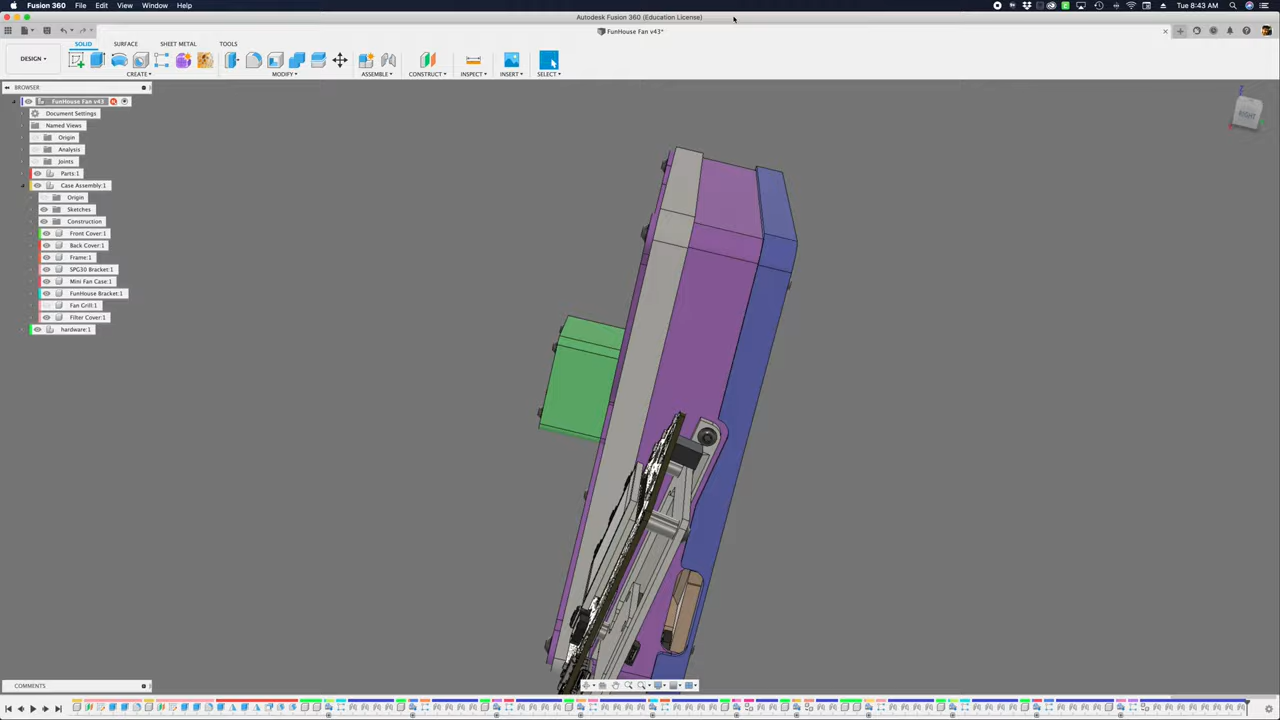 Fusion 360 File Edit View Window Help
Tue 8:43 AM
Autodesk Fusion 360 (Education License)
FunHouse Fan v43*
SOLID SURFACE SHEET METAL TOOLS
DESIGN
CREATE MODIFY ASSEMBLE CONSTRUCT INSPECT INSERT SELECT
BROWSER
FunHouse Fan v43
RIGHT
Document Settings
Named Views
Origin
Analysis
Joints
Parts:1
Case Assembly:1
Origin
Sketches
Construction
Front Cover:1
Back Cover:1
Frame:1
SPG30 Bracket:1
Mini Fan Case:1
FunHouse Bracket:1
Fan Grill:1
Filter Cover:1
hardware:1
COMMENTS